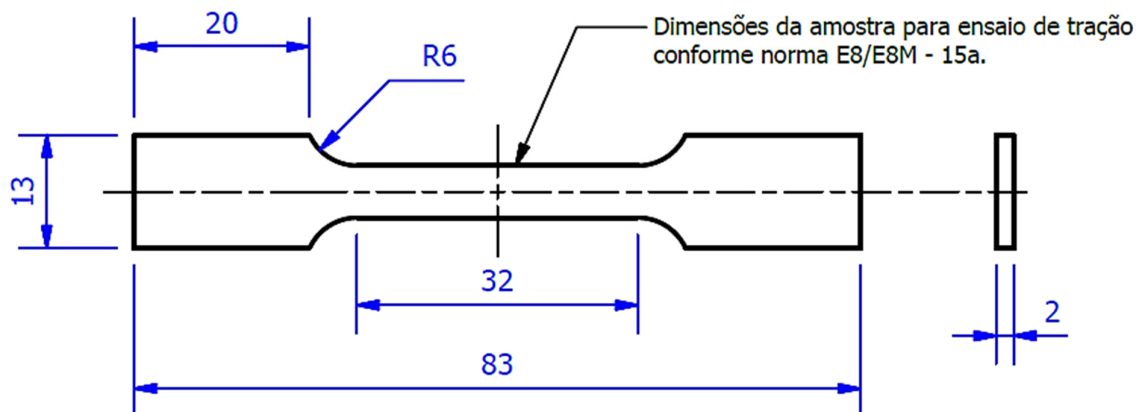 20
Dimensões da amostra para ensaio de tração
conforme norma E8/E8M - 15a.
R6
13
32
2
83